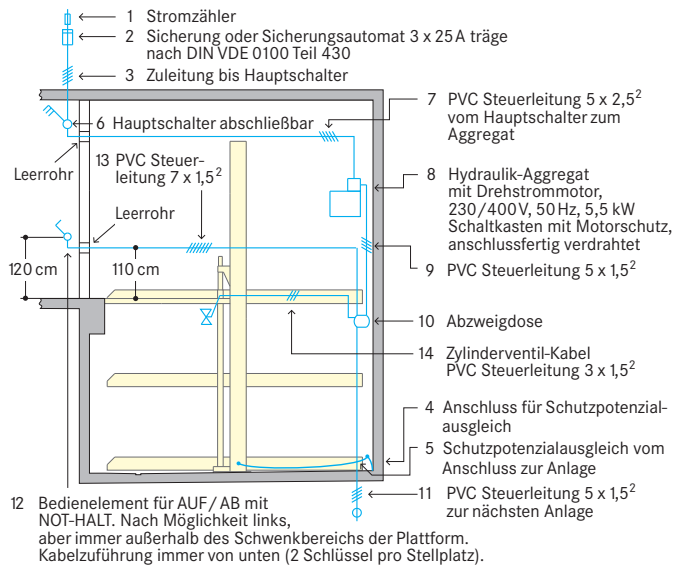 1 Stromzähler
2 Sicherung oder Sicherungsautomat 3 x 25 A träge
nach DIN VDE 0100 Teil 430
3 Zuleitung bis Hauptschalter
6 Hauptschalter abschließbar
Leerrohr
13 PVC Steuer-
leitung 7 x 1,5²
Leerrohr
120 cm
110 cm
7 PVC Steuerleitung 5 x 2,5²
vom Hauptschalter zum
Aggregat
8 Hydraulik-Aggregat
mit Drehstrommotor,
230/400 V, 50 Hz, 5,5 kW
Schaltkasten mit Motorschutz,
anschlussfertig verdrahtet
9 PVC Steuerleitung 5 x 1,5²
10 Abzweigdose
14 Zylinderventil-Kabel
PVC Steuerleitung 3 x 1,5²
4 Anschluss für Schutzpotenzial-
ausgleich
5 Schutzpotenzialausgleich vom
Anschluss zur Anlage
11 PVC Steuerleitung 5 x 1,5²
zur nächsten Anlage
12 Bedienelement für AUF/AB mit
NOT-HALT. Nach Möglichkeit links,
aber immer außerhalb des Schwenkbereichs der Plattform.
Kabelzuführung immer von unten (2 Schlüssel pro Stellplatz).